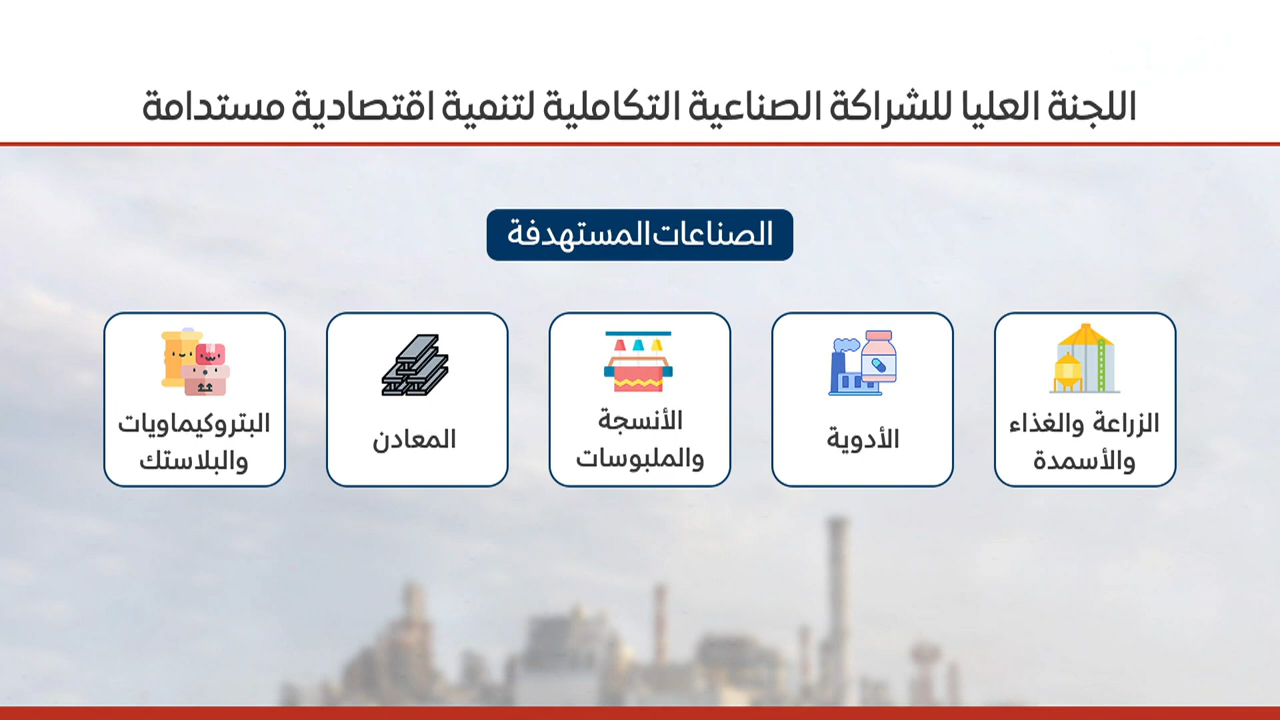 اللجنة العليا للشراكة الصناعية التكاملية لتنمية اقتصادية مستدامة
الصناعات المستهدفة
الزراعة والغذاء
والأسمدة
الأدوية
الأنسجة
والملبوسات
المعادن
البتروكيماويات
والبلاستك